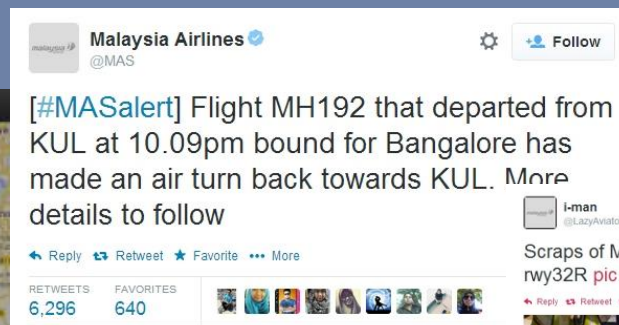 malaysia
Malaysia Airlines
@MAS
Follow
[#MASalert] Flight MH192 that departed from
KUL at 10.09pm bound for Bangalore has
made an air turn back towards KUL. More
details to follow
Reply Retweet Favorite More
RETWEETS FAVORITES
6,296 640
i-man
Scraps of
rwy32R pic
Reply Retweet